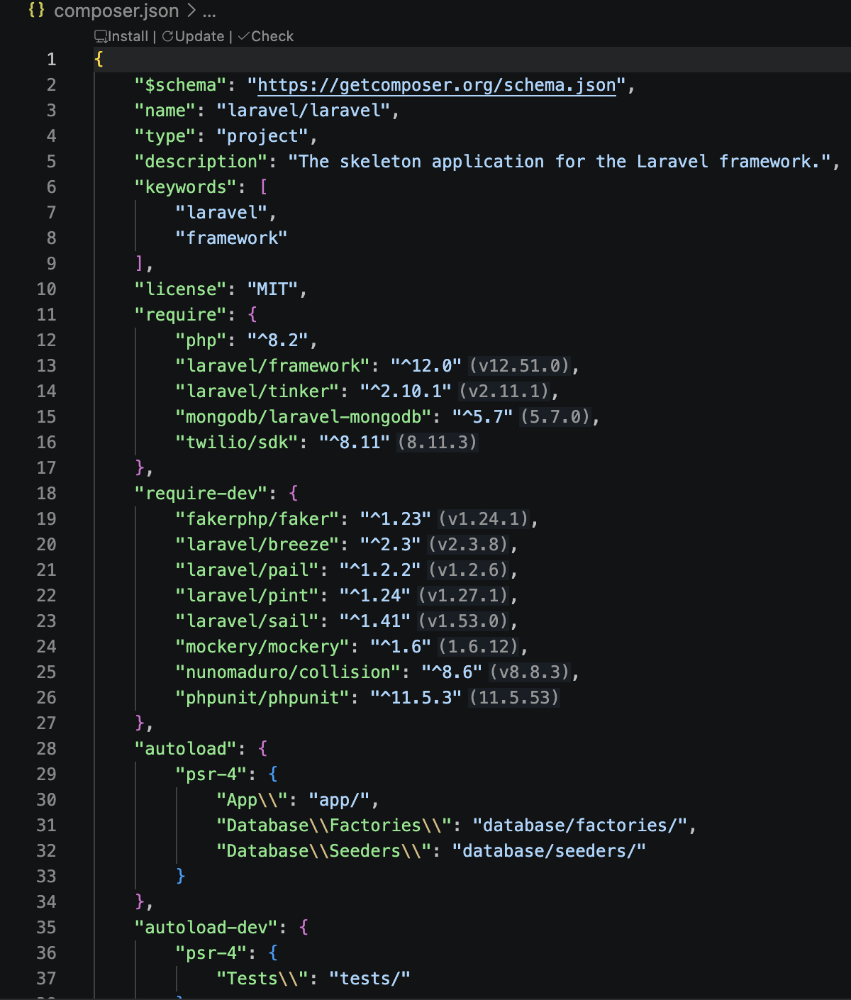 {} composer.json > ...
Install | Update | Check
1 {
2 "$schema": "https://getcomposer.org/schema.json",
3 "name": "laravel/laravel",
4 "type": "project",
5 "description": "The skeleton application for the Laravel framework.",
6 "keywords": [
7 "laravel",
8 "framework"
9 ],
10 "license": "MIT",
11 "require": {
12 "php": "^8.2",
13 "laravel/framework": "^12.0" (v12.51.0),
14 "laravel/tinker": "^2.10.1" (v2.11.1),
15 "mongodb/laravel-mongodb": "^5.7" (5.7.0),
16 "twilio/sdk": "^8.11" (8.11.3)
17 },
18 "require-dev": {
19 "fakerphp/faker": "^1.23" (v1.24.1),
20 "laravel/breeze": "^2.3" (v2.3.8),
21 "laravel/pail": "^1.2.2" (v1.2.6),
22 "laravel/pint": "^1.24" (v1.27.1),
23 "laravel/sail": "^1.41" (v1.53.0),
24 "mockery/mockery": "^1.6" (1.6.12),
25 "nunomaduro/collision": "^8.6" (v8.8.3),
26 "phpunit/phpunit": "^11.5.3" (11.5.53)
27 },
28 "autoload": {
29 "psr-4": {
30 "App\\": "app/",
31 "Database\\Factories\\": "database/factories/",
32 "Database\\Seeders\\": "database/seeders/"
33 }
34 },
35 "autoload-dev": {
36 "psr-4": {
37 "Tests\\": "tests/"